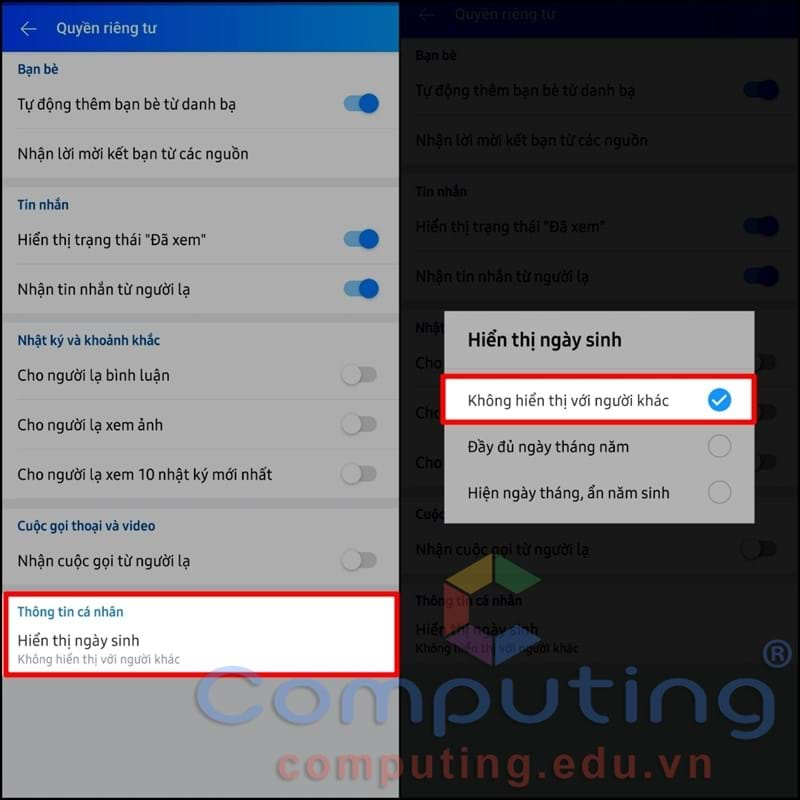 Quyền riêng tư
Bạn bè
Tự động thêm bạn bè từ danh bạ
Nhận lời mời kết bạn từ các nguồn
Tin nhắn
Hiển thị trạng thái "Đã xem"
Nhận tin nhắn từ người lạ
Nhật ký và khoảnh khắc
Cho người lạ bình luận
Cho người lạ xem ảnh
Cho người lạ xem 10 nhật ký mới nhất
Cuộc gọi thoại và video
Nhận cuộc gọi từ người lạ
Thông tin cá nhân
Hiển thị ngày sinh
Không hiển thị với người khác
Quyền riêng tư
Bạn bè
Tự động thêm bạn bè từ danh bạ
Nhận lời mời kết bạn từ các nguồn
Tin nhắn
Hiển thị trạng thái "Đã xem"
Nhận tin nhắn từ người lạ
Nhật
Cho
Cho
Cho
Cuộc
Hiển thị ngày sinh
Không hiển thị với người khác
Đầy đủ ngày tháng năm
Hiện ngày tháng, ẩn năm sinh
Nhận cuộc gọi từ người lạ
Thông tin cá nhân
Hiển thị ngày sinh
Không hiển thị với người khác
Computing®
computing.edu.vn